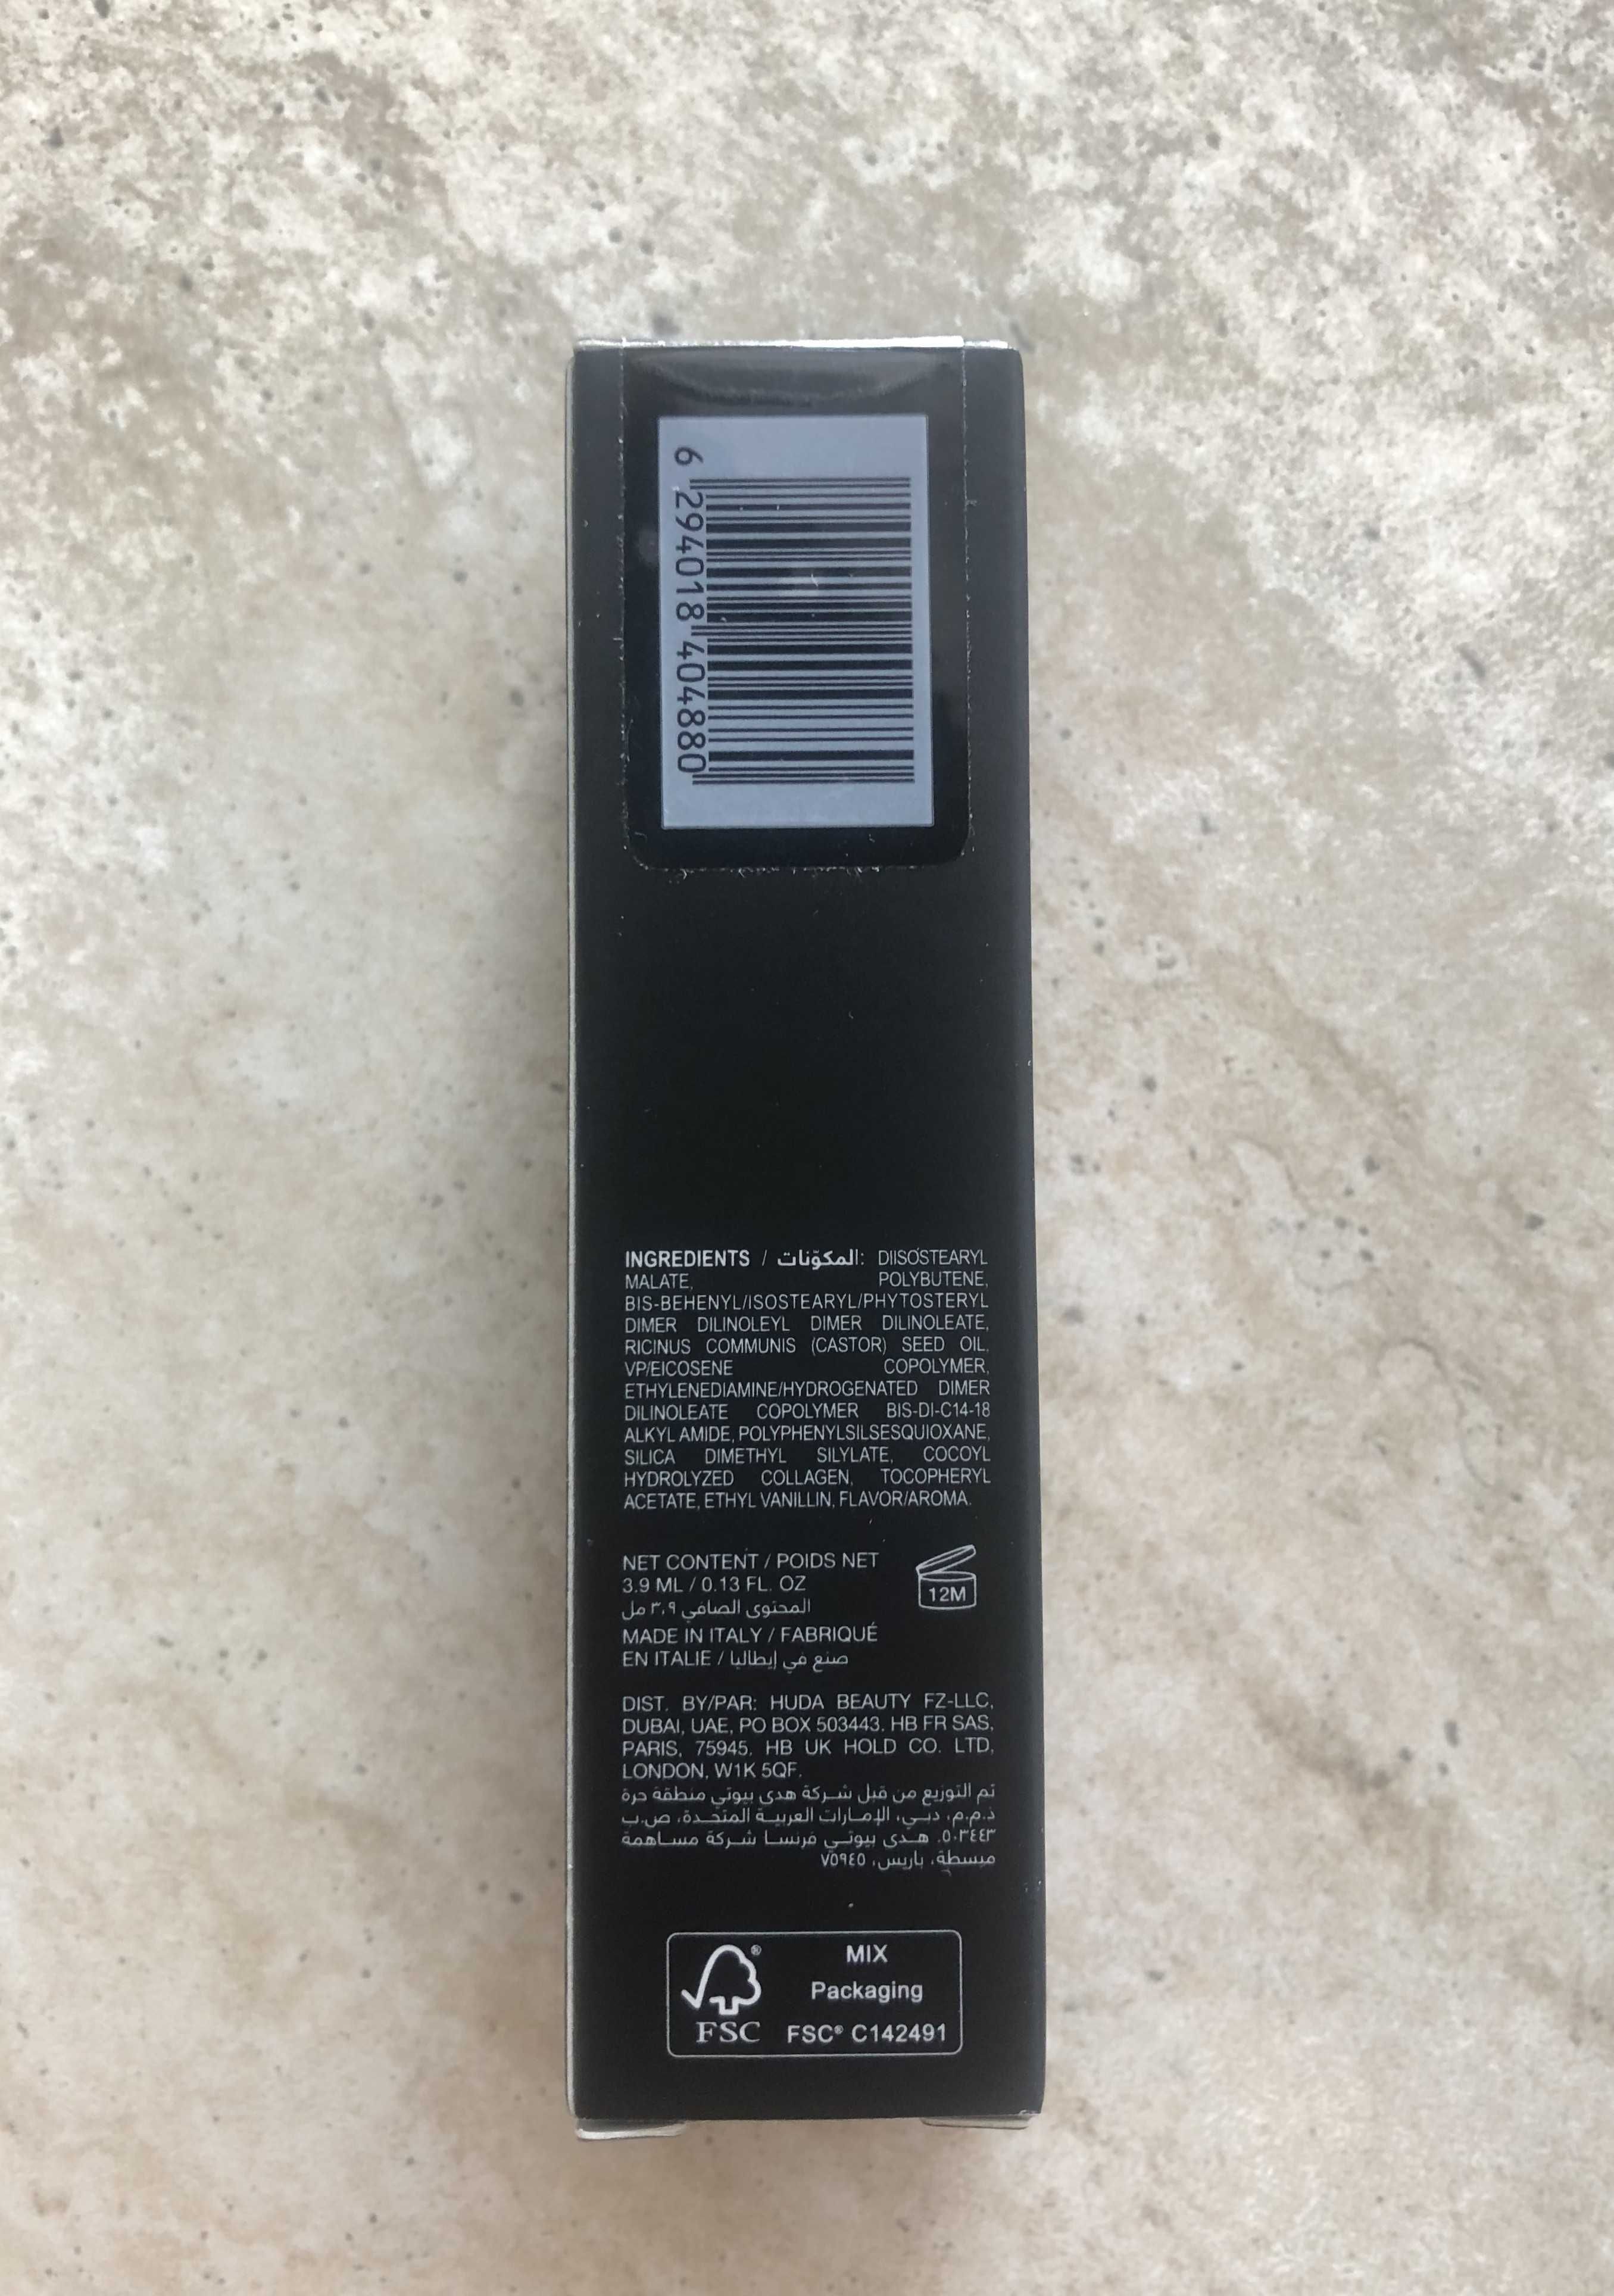 6 294018 404880
INGREDIENTS / المكوّنات: DIISOSTEARYL
MALATE, POLYBUTENE,
BIS-BEHENYL/ISOSTEARYL/PHYTOSTERYL
DIMER DILINOLEYL DIMER DILINOLEATE,
RICINUS COMMUNIS (CASTOR) SEED OIL,
VP/EICOSENE COPOLYMER,
ETHYLENEDIAMINE/HYDROGENATED DIMER
DILINOLEATE COPOLYMER BIS-DI-C14-18
ALKYL AMIDE, POLYPHENYLSILSESQUIOXANE,
SILICA DIMETHYL SILYLATE, COCOYL
HYDROLYZED COLLAGEN, TOCOPHERYL
ACETATE, ETHYL VANILLIN, FLAVOR/AROMA.
NET CONTENT / POIDS NET
3.9 ML / 0.13 FL. OZ
المحتوى الصافي ٣,٩ مل
12M
MADE IN ITALY / FABRIQUÉ
EN ITALIE / صنع في إيطاليا
DIST. BY/PAR: HUDA BEAUTY FZ-LLC,
DUBAI, UAE, PO BOX 503443. HB FR SAS,
PARIS, 75945. HB UK HOLD CO. LTD,
LONDON, W1K 5QF.
تم التوزيع من قبل شركة هدى بيوتي منطقة حرة
ذ.م.م، دبي، الإمارات العربية المتحدة، ص.ب
٥٠٣٤٤٣. هدى بيوتي فرنسا شركة مساهمة
مبسطة، باريس، ٧٥٩٤٥
FSC
MIX
Packaging
FSC® C142491